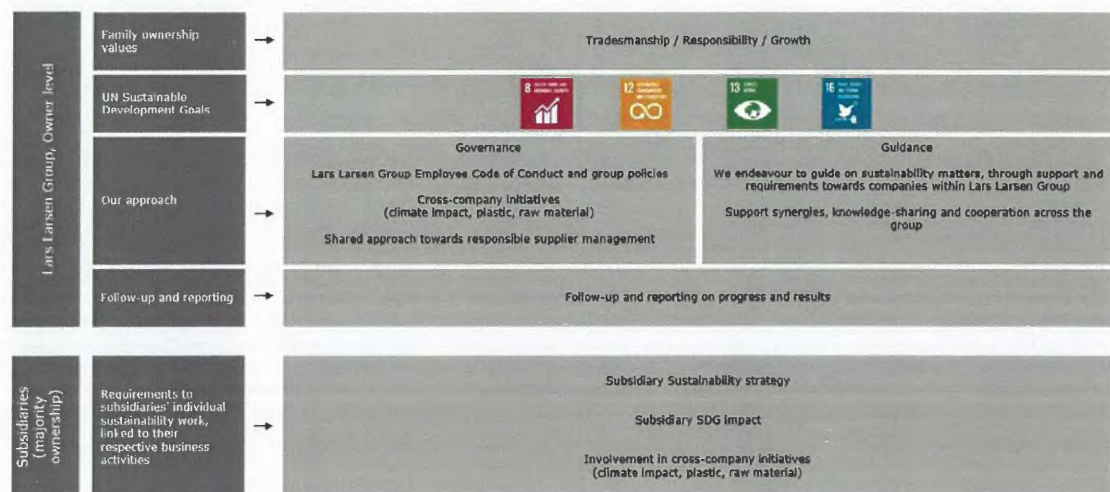 Lars Larsen Group, Owner level
Family ownership
values
Tradesmanship / Responsibility / Growth
UN Sustainable
Development Goals
8
12
13
16
Our approach
Governance
Lars Larsen Group Employee Code of Conduct and group policies
Cross-company initiatives
(climate impact, plastic, raw material)
Shared approach towards responsible supplier management
Guidance
We endeavour to guide on sustainability matters, through support and
requirements towards companies within Lars Larsen Group
Support synergies, knowledge-sharing and cooperation across the
group
Follow-up and reporting
Follow-up and reporting on progress and results
Subsidiaries
(majority
ownership)
Requirements to
subsidiaries' individual
sustainability work,
linked to their
respective business
activities
Subsidiary Sustainability strategy
Subsidiary SDG impact
Involvement in cross-company initiatives
(climate impact, plastic, raw material)